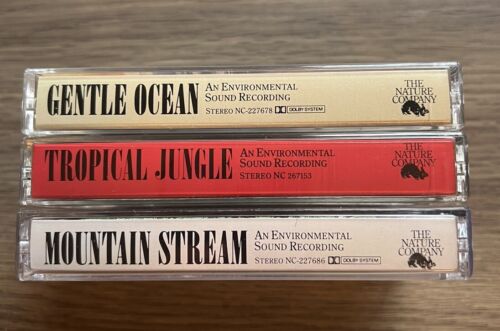 GENTLE OCEAN
AN ENVIRONMENTAL
SOUND RECORDING
STEREO NC-227678 DOLBY SYSTEM
THE
NATURE
COMPANY
TROPICAL JUNGLE
AN ENVIRONMENTAL
SOUND RECORDING
STEREO NC 267153
THE
NATURE
COMPANY
MOUNTAIN STREAM
AN ENVIRONMENTAL
SOUND RECORDING
STEREO NC-227686 DOLBY SYSTEM
THE
NATURE
COMPANY